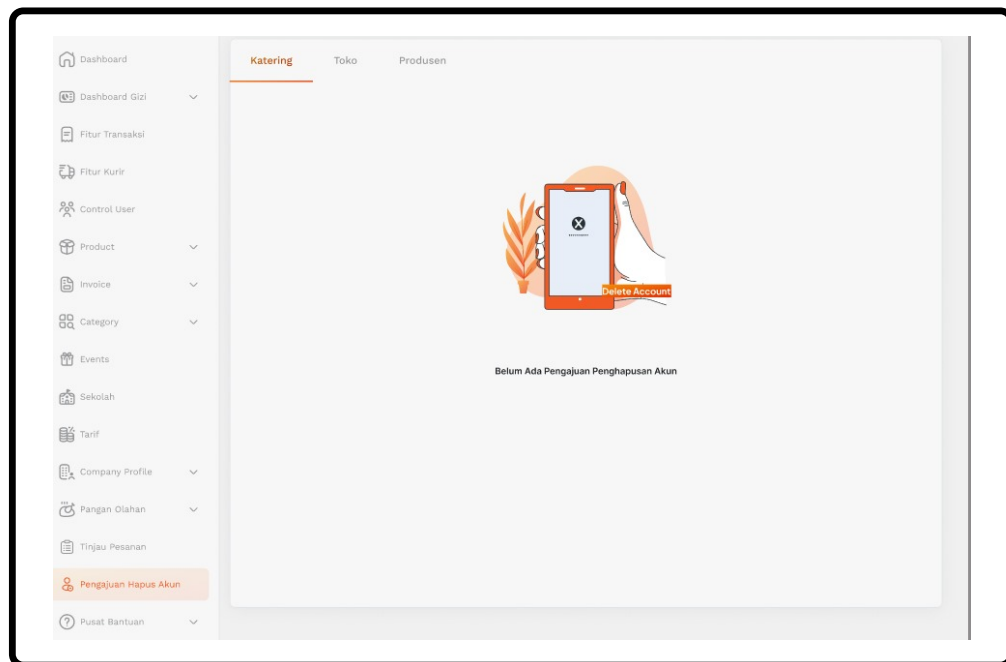 Dashboard
Dashboard Gizi
Fitur Transaksi
Fitur Kurir
Control User
Product
Invoice
Category
Events
Sekolah
Tarif
Company Profile
Pangan Olahan
Tinjau Pesanan
Pengajuan Hapus Akun
Pusat Bantuan
Katering Toko Produsen
Delete Account
Belum Ada Pengajuan Penghapusan Akun